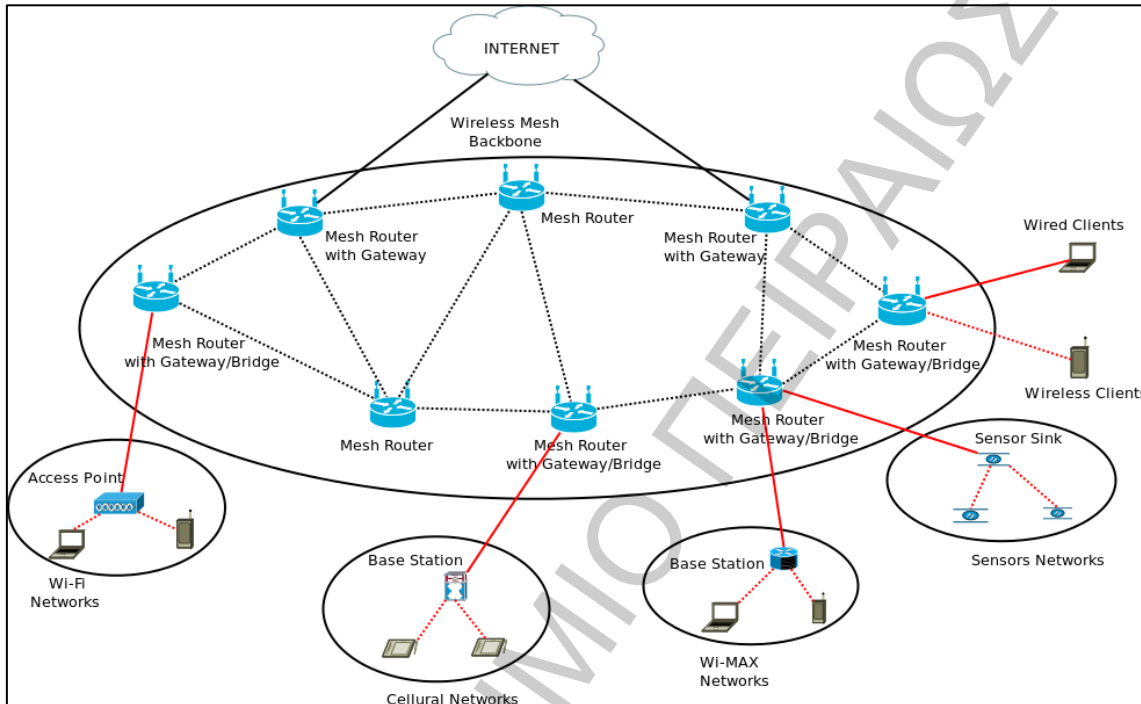 INTERNET
Wireless Mesh
Backbone
Mesh Router
with Gateway
Mesh Router
Mesh Router
with Gateway
Wired Clients
Mesh Router
with Gateway/Bridge
Mesh Router
with Gateway/Bridge
Wireless Clients
Mesh Router
Mesh Router
with Gateway/Bridge
Mesh Router
with Gateway/Bridge
Access Point
Wi-Fi
Networks
Base Station
Cellural Networks
Base Station
Wi-MAX
Networks
Sensor Sink
Sensors Networks
ΜΙΟ ΠΕΙΡΑΙΩΣ